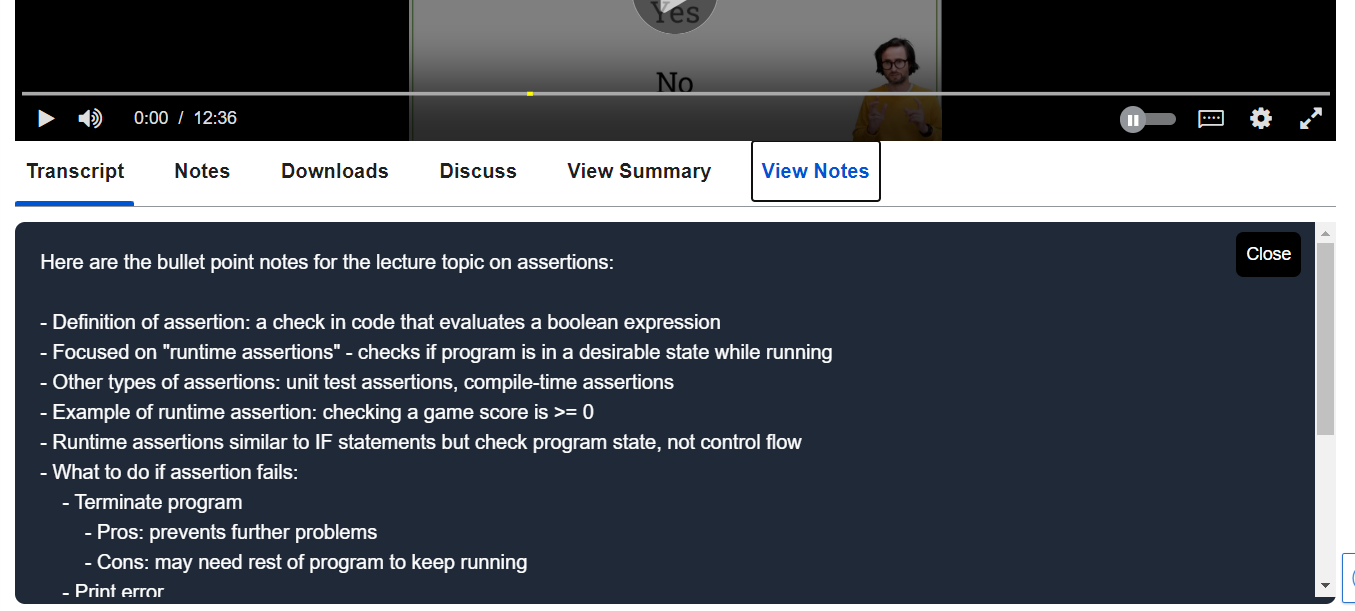 Yes
No
0:00 / 12:36
Transcript Notes Downloads Discuss View Summary View Notes
Close
Here are the bullet point notes for the lecture topic on assertions:
- Definition of assertion: a check in code that evaluates a boolean expression
- Focused on "runtime assertions" - checks if program is in a desirable state while running
- Other types of assertions: unit test assertions, compile-time assertions
- Example of runtime assertion: checking a game score is >= 0
- Runtime assertions similar to IF statements but check program state, not control flow
- What to do if assertion fails:
- Terminate program
- Pros: prevents further problems
- Cons: may need rest of program to keep running
- Print error